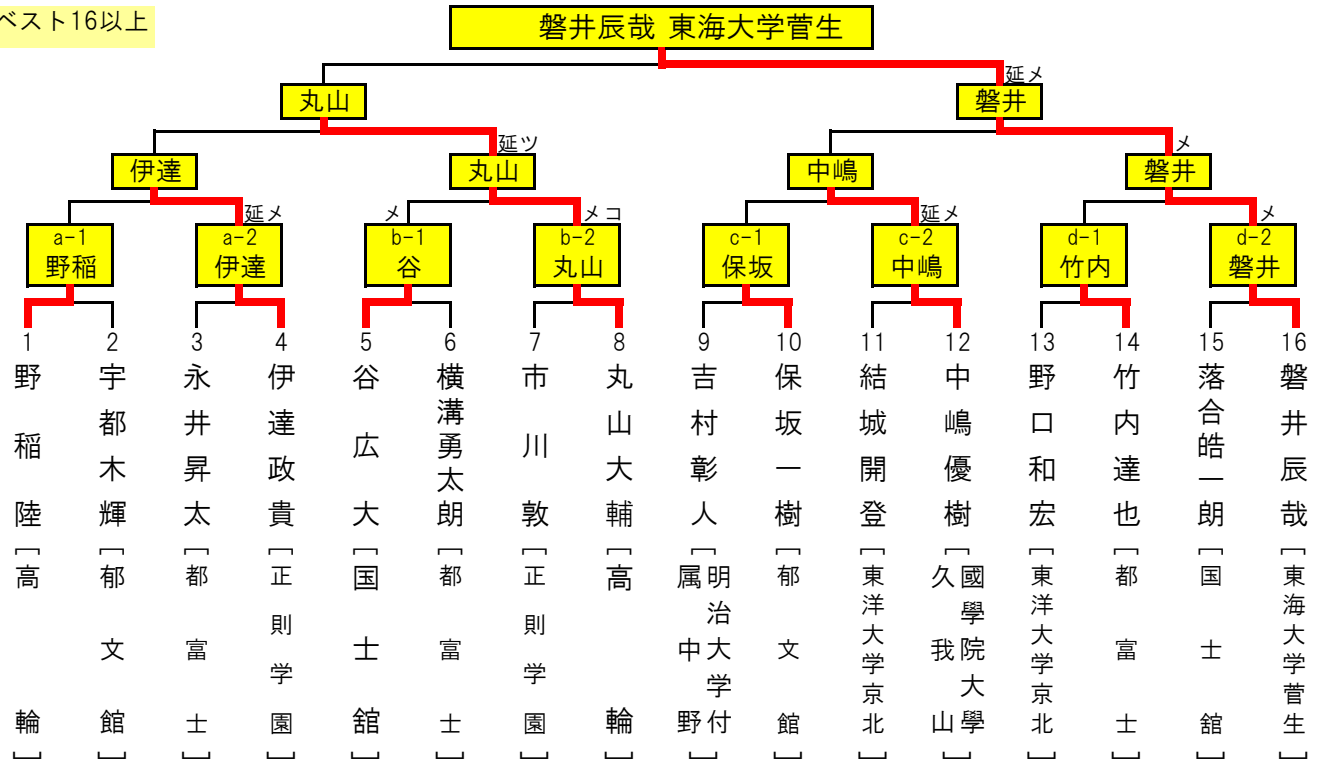 ベスト16以上
磐井辰哉 東海大学菅生
延メ
丸山
磐井
延ツ
メ
伊達
丸山
中嶋
磐井
延メ
メ
メコ
延メ
メ
a-1
野稲
a-2
伊達
b-1
谷
b-2
丸山
c-1
保坂
c-2
中嶋
d-1
竹内
d-2
磐井
1
野稲陸
[高輪]
2
宇都木輝
[郁文館]
3
永井昇太
[都富士]
4
伊達政貴
[正則学園]
5
谷広大
[国士舘]
6
横溝勇太朗
[都富士]
7
市川敦
[正則学園]
8
丸山大輔
[高輪]
9
吉村彰人
[明治大学付
属中野]
10
保坂一樹
[郁文館]
11
結城開登
[東洋大学京北]
12
中嶋優樹
[國學院大學
久我山]
13
野口和宏
[東洋大学京北]
14
竹内達也
[都富士]
15
落合皓一朗
[国士舘]
16
磐井辰哉
[東海大学菅生]